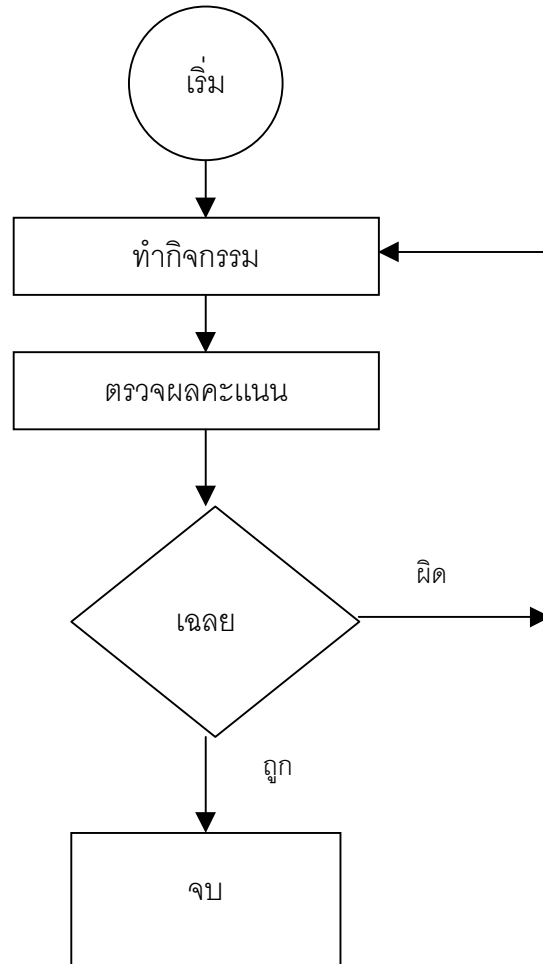 เริ่ม
ทำกิจกรรม
ตรวจผลคะแนน
ผิด
เฉลย
ถูก
จบ